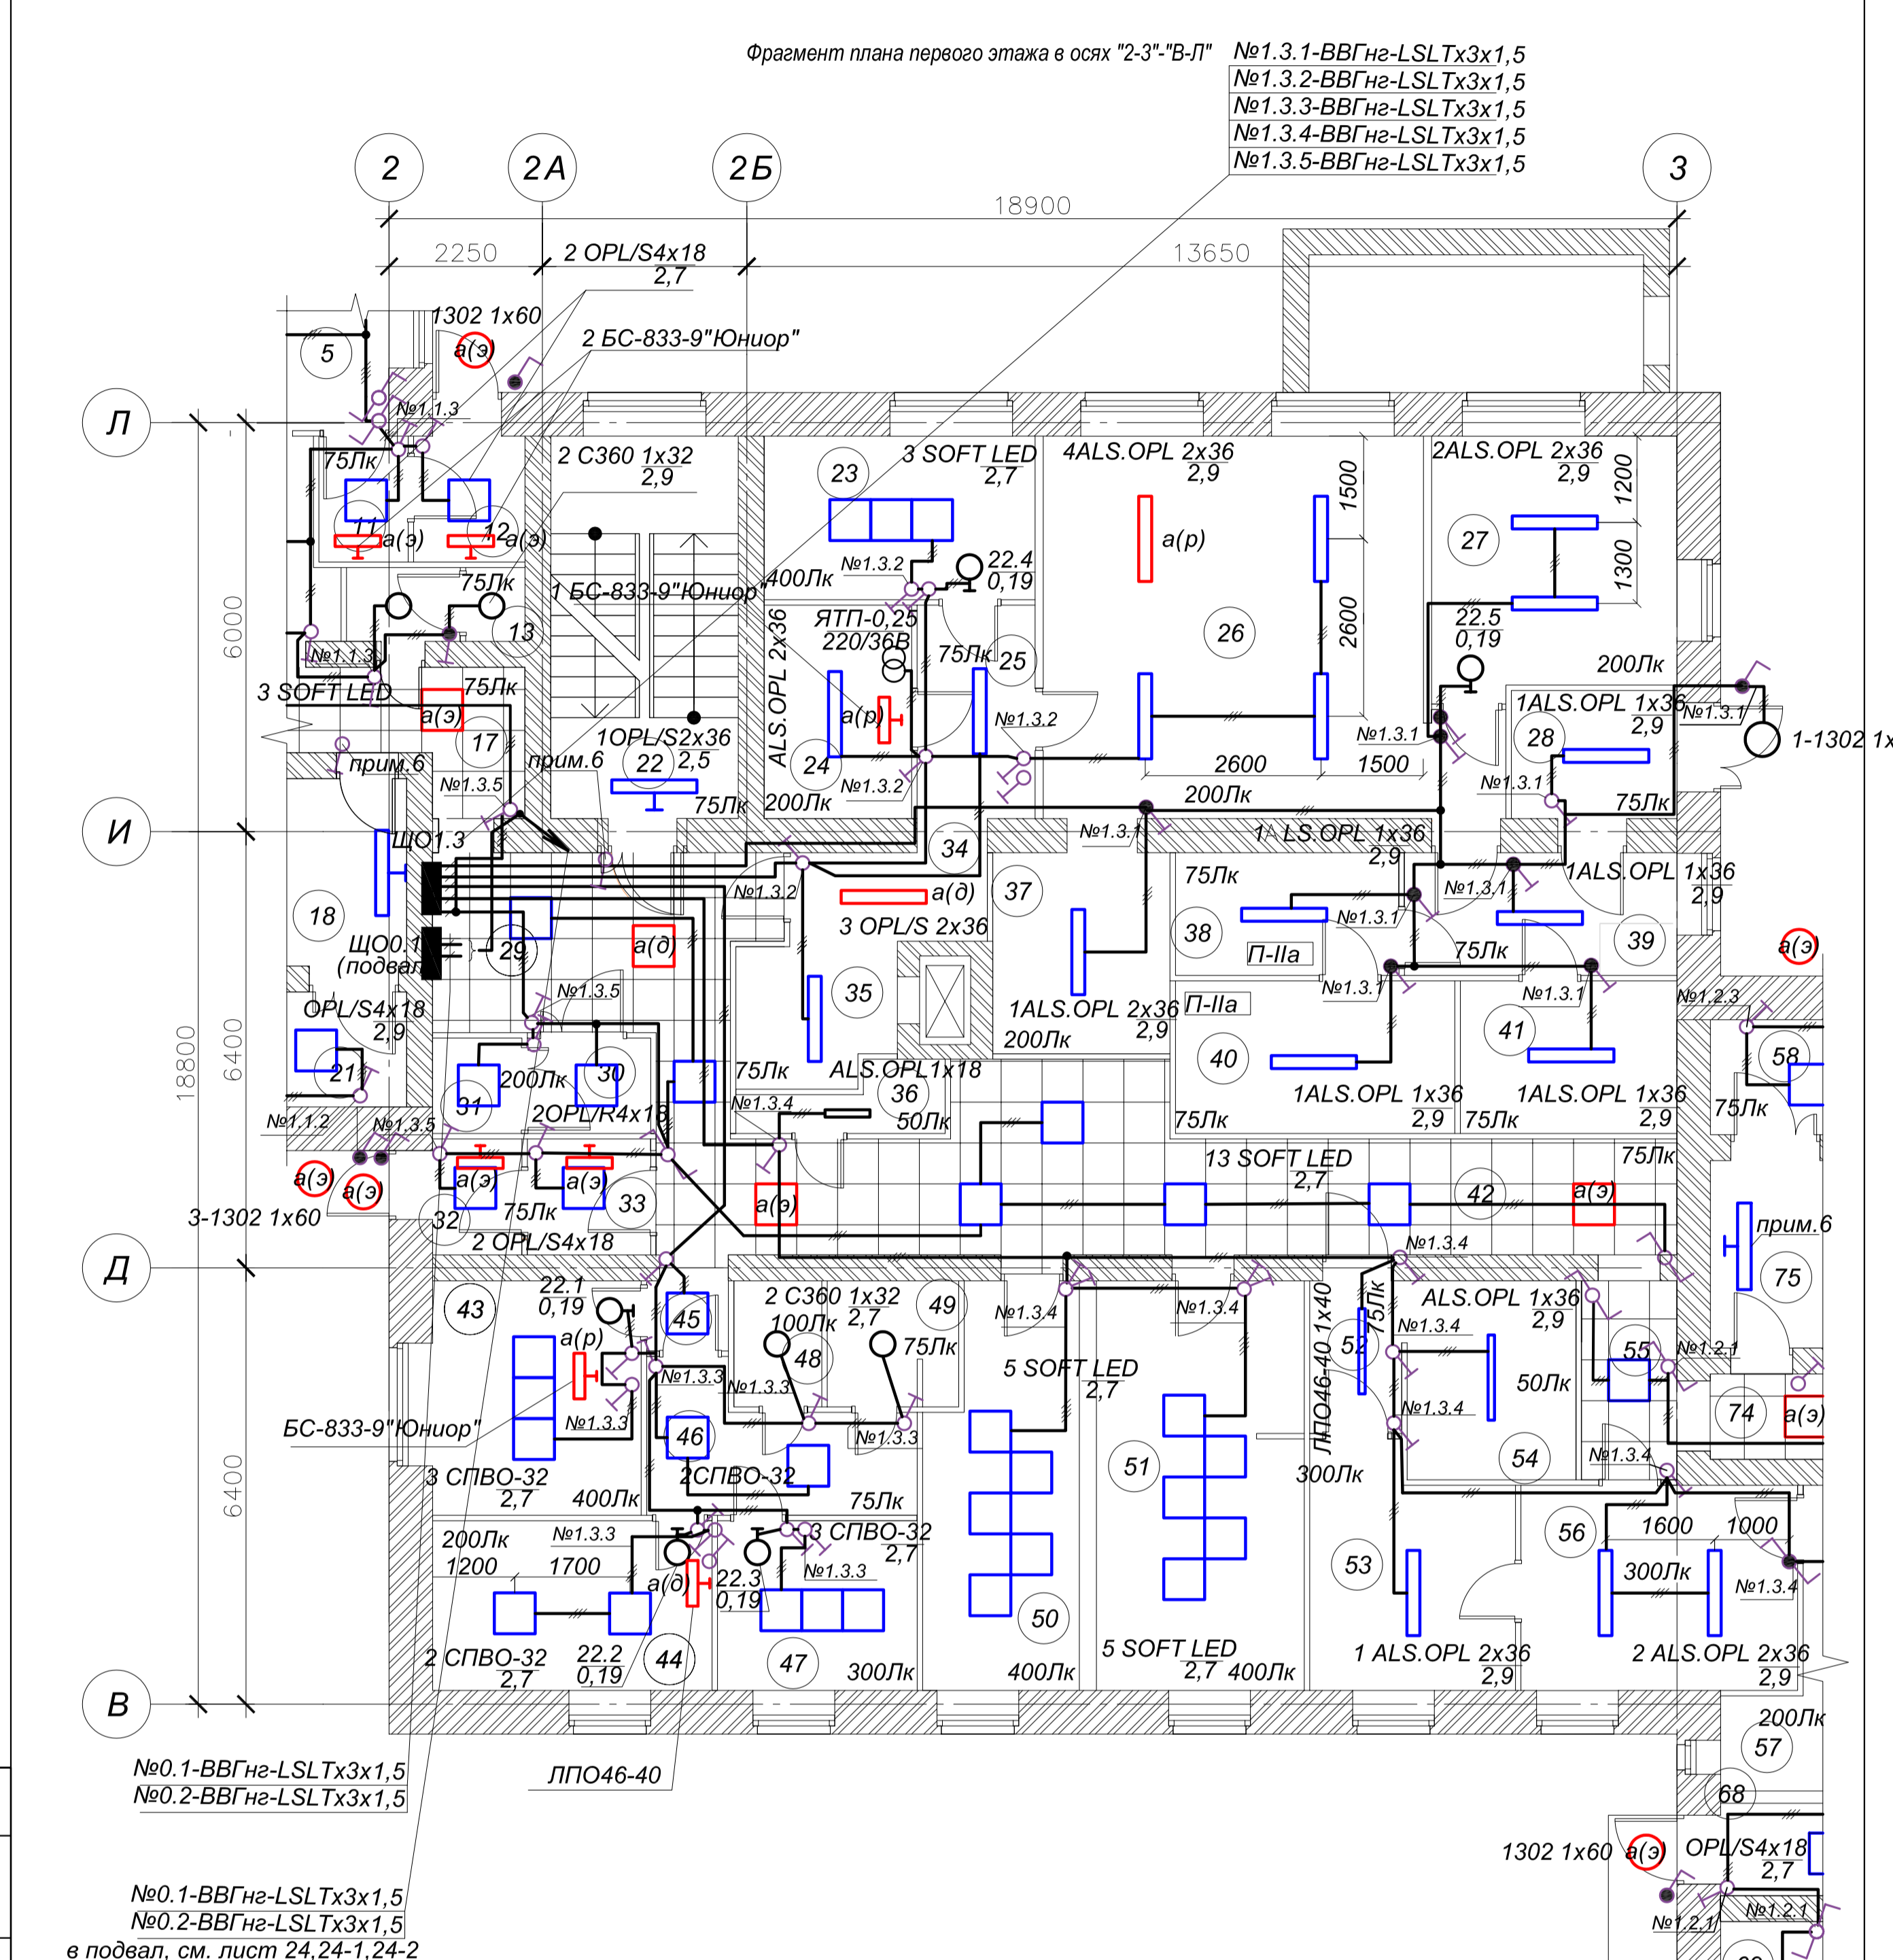 Фрагмент плана первого этажа в осях "2-3"-"В-Л"
№1.3.1-ВВГнг-LSLTx3x1,5
№1.3.2-ВВГнг-LSLTx3x1,5
№1.3.3-ВВГнг-LSLTx3x1,5
№1.3.4-ВВГнг-LSLTx3x1,5
№1.3.5-ВВГнг-LSLTx3x1,5
2
2А
2Б
3
18900
2250
2 OPL/S4x18
2,7
13650
1302 1x60
5
а(э)
2 БС-833-9"Юниор"
Л
№1.1.3
75Лк
2 С360 1x32
2,9
23
3 SOFT LED
2,7
4ALS.OPL 2x36
2,9
2ALS.OPL 2x36
2,9
1500
1200
11
а(э)
12
а(э)
а(р)
27
1300
75Лк
№1.3.2
400Лк
22.4
0,19
1 БС-833-9"Юниор"
6000
13
ALS.OPL 2x36
ЯТП-0,25
220/36В
25
26
2600
22.5
0,19
№1.1.3
75Лк
200Лк
3 SOFT LED
а(э)
75Лк
а(р)
№1.3.2
1ALS.OPL 1x36
2,9
№1.3.1
17
1OPL/S2x36
2,5
№1.3.1
28
1-1302 1x
прим.6
прим.6
22
24
2600
1500
№1.3.5
75Лк
200Лк
№1.3.2
200Лк
№1.3.1
75Лк
И
ЩО1.3
34
№1.3.1
1ALS.OPL 1x36
2,9
№1.3.2
а(д)
37
75Лк
№1.3.1
1ALS.OPL 1x36
2,9
18
ЩО0.1
(подвал
29
а(д)
3 OPL/S 2x36
38
№1.3.1
П-IIа
75Лк
39
а(э)
OPL/S4x18
2,9
№1.3.5
35
1ALS.OPL 2x36
2,9
П-IIа
№1.3.1
№1.3.1
№1.2.3
18800
6400
200Лк
41
21
200Лк
30
75Лк
ALS.OPL1x18
40
58
31
2OPL/R4x18
№1.3.4
36
50Лк
1ALS.OPL 1x36
2,9
1ALS.OPL 1x36
2,9
75Лк
75Лк
75Лк
№1.1.2
№1.3.5
а(э)
а(э)
а(э)
а(э)
13 SOFT LED
2,7
75Лк
3-1302 1x60
32
75Лк
33
а(э)
42
а(э)
прим.6
2 OPL/S4x18
Д
№1.3.4
75
43
22.1
0,19
45
2 С360 1x32
2,7
100Лк
49
№1.3.4
№1.3.4
ЛПО46-40 1x40
75Лк
ALS.OPL 1x36
2,9
а(р)
48
75Лк
52
№1.3.4
55
№1.2.1
№1.3.3
№1.3.3
5 SOFT LED
2,7
50Лк
БС-833-9"Юниор"
№1.3.3
46
№1.3.3
№1.3.4
74
а(э)
6400
3 СПВО-32
2,7
2СПВО-32
51
300Лк
54
№1.3.4
400Лк
75Лк
200Лк
№1.3.3
3 СПВО-32
2,7
56
1600
1000
1200
1700
а(д)
22.3
0,19
№1.3.3
53
300Лк
№1.3.4
50
2 СПВО-32
2,7
22.2
0,19
44
47
300Лк
400Лк
5 SOFT LED
2,7
400Лк
1 ALS.OPL 2x36
2,9
2 ALS.OPL 2x36
2,9
В
200Лк
57
№0.1-ВВГнг-LSLTx3x1,5
№0.2-ВВГнг-LSLTx3x1,5
ЛПО46-40
68
1302 1x60
а(э)
OPL/S4x18
2,7
№0.1-ВВГнг-LSLTx3x1,5
№0.2-ВВГнг-LSLTx3x1,5
в подвал, см. лист 24,24-1,24-2
№1.2.1
№1.2.1